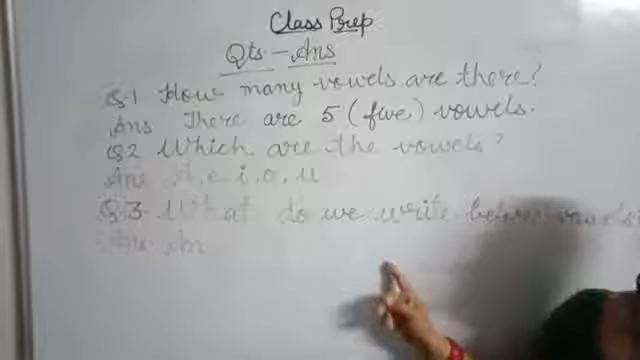 Class Prep
Qts - Ans
Q.1 How many vowels are there?
Ans There are 5 (five) vowels.
Q.2 Which are the vowels?
Ans A, e, i, o, u
Q.3. What do we write before vowels
Ans. An